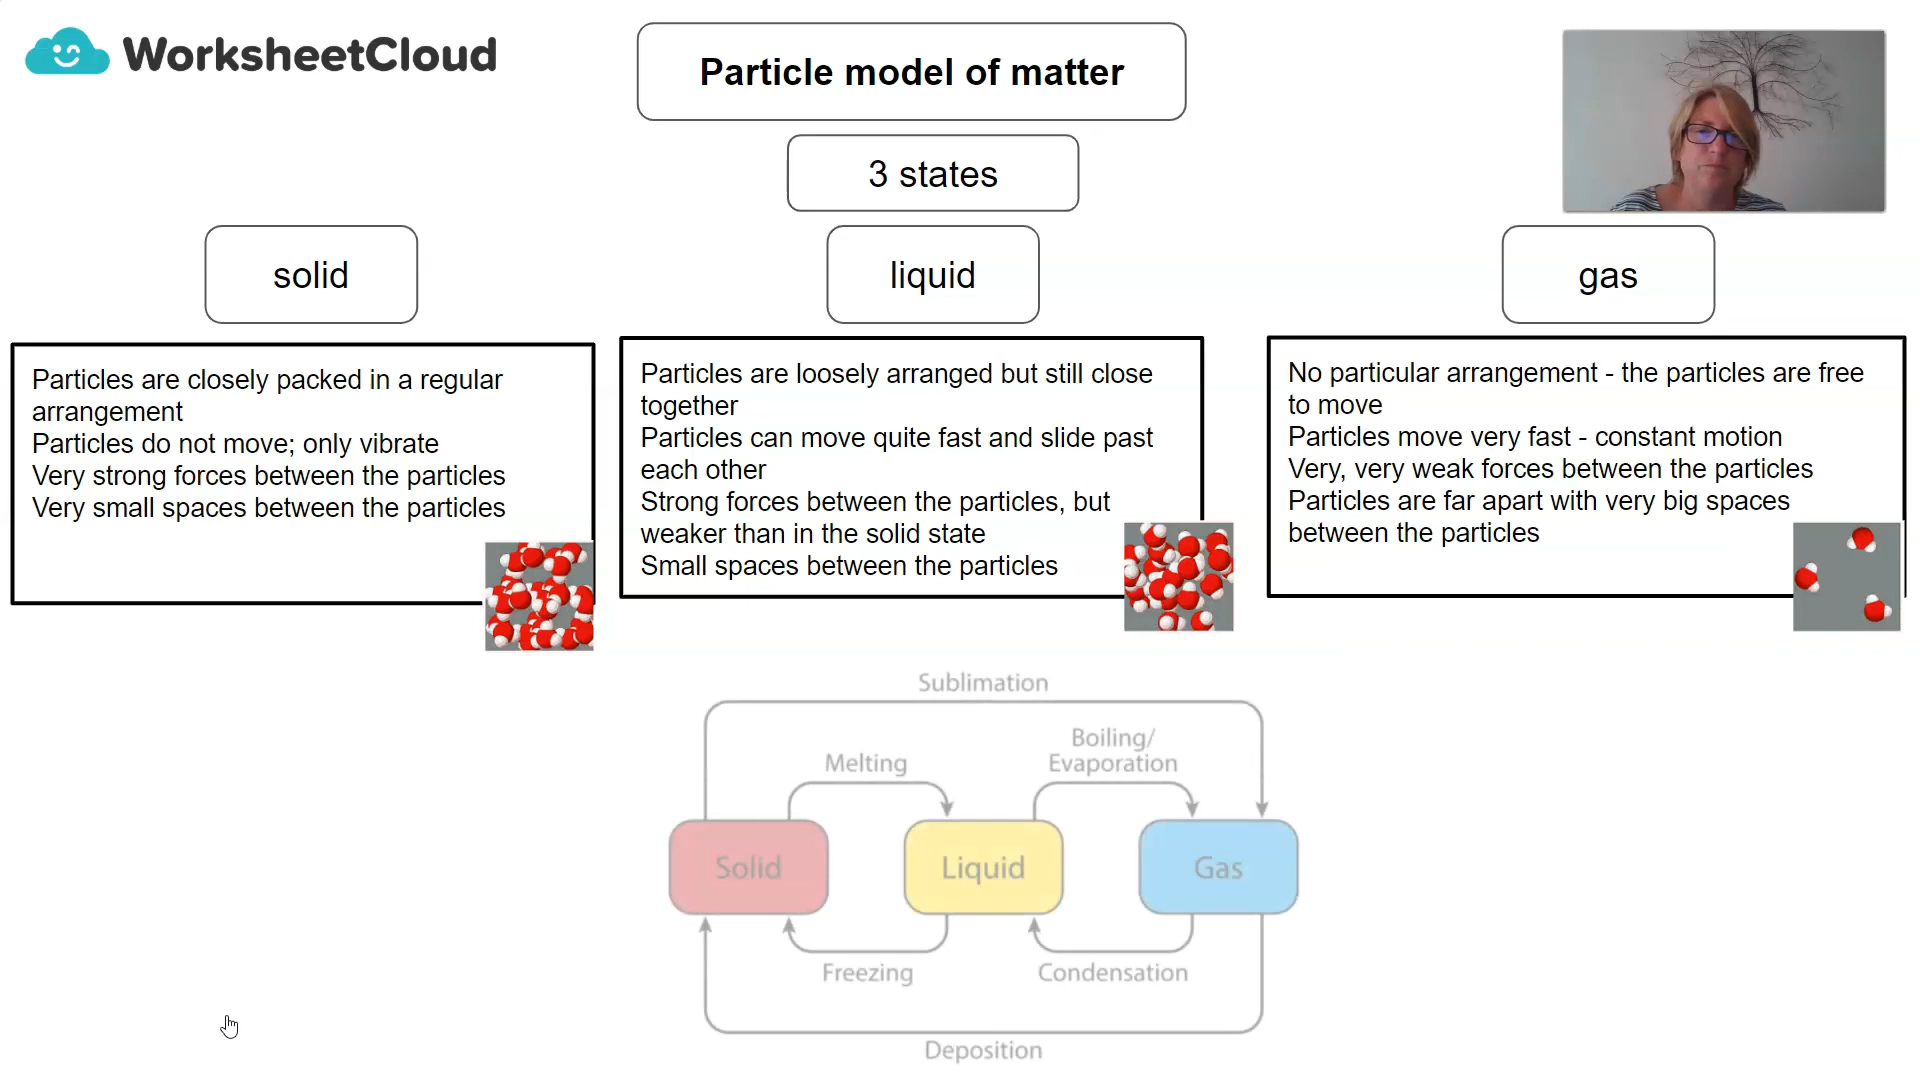 WorksheetCloud
Particle model of matter
3 states
solid
liquid
gas
Particles are closely packed in a regular
arrangement
Particles do not move; only vibrate
Very strong forces between the particles
Very small spaces between the particles
Particles are loosely arranged but still close
together
Particles can move quite fast and slide past
each other
Strong forces between the particles, but
weaker than in the solid state
Small spaces between the particles
No particular arrangement - the particles are free
to move
Particles move very fast - constant motion
Very, very weak forces between the particles
Particles are far apart with very big spaces
between the particles
Sublimation
Melting
Boiling/
Evaporation
Solid
Liquid
Gas
Freezing
Condensation
Deposition